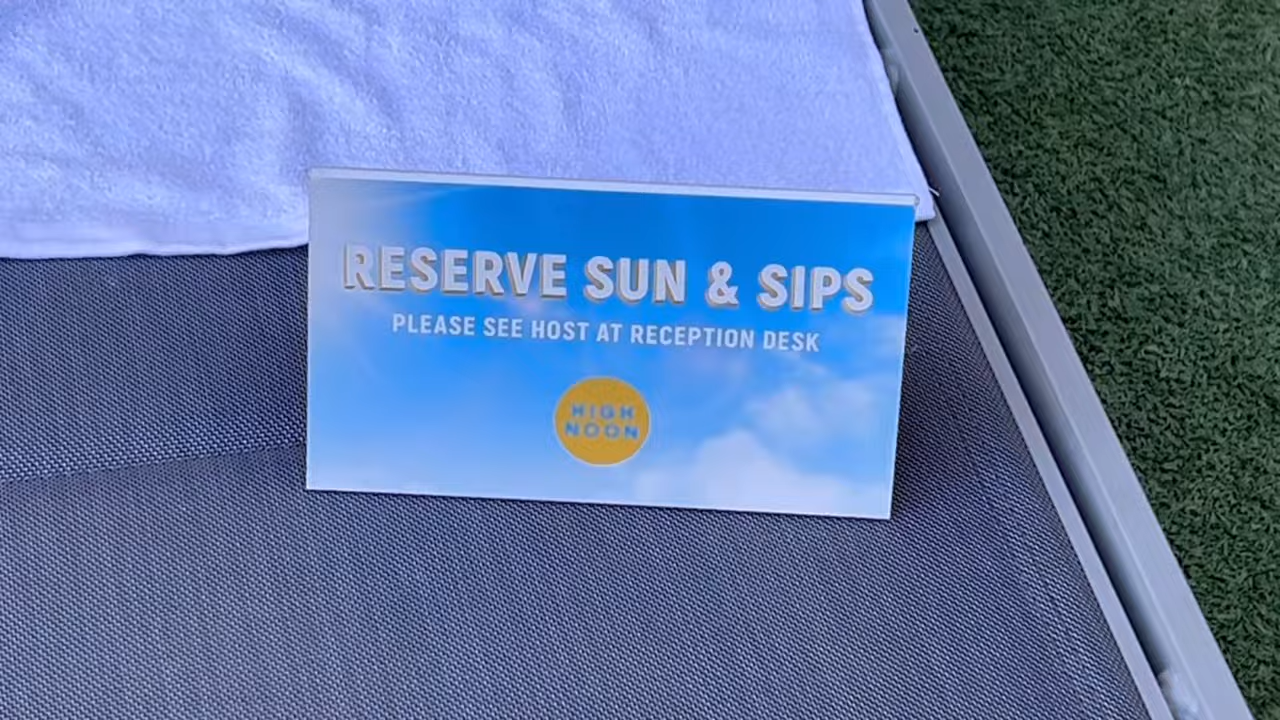 RESERVE SUN & SIPS
PLEASE SEE HOST AT RECEPTION DESK
HIGH
NOON